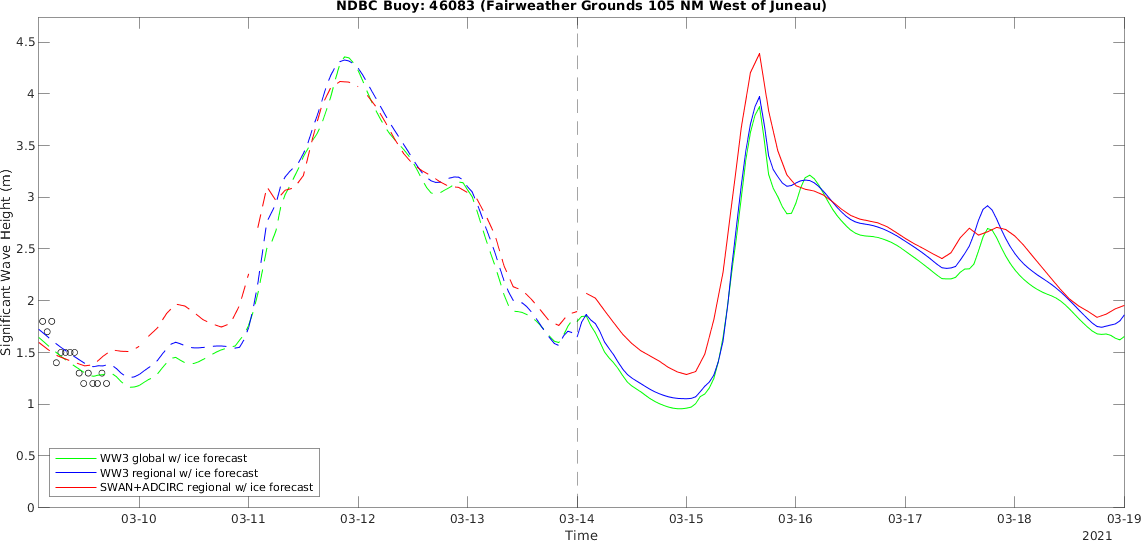 NDBC Buoy: 46083 (Fairweather Grounds 105 NM West of Juneau)
Significant Wave Height (m)
4.5
4
3.5
3
2.5
2
1.5
1
0.5
0
WW3 global w/ ice forecast
WW3 regional w/ ice forecast
SWAN+ADCIRC regional w/ ice forecast
03-10 03-11 03-12 03-13 03-14 03-15 03-16 03-17 03-18 03-19
Time
2021